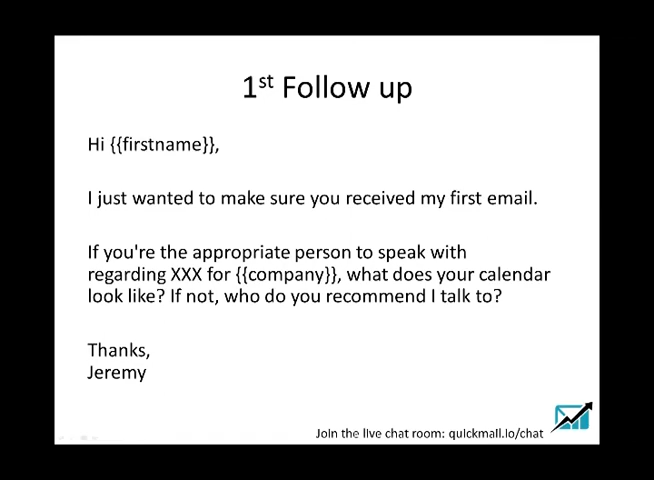 1st Follow up
Hi {{firstname}},
I just wanted to make sure you received my first email.
If you're the appropriate person to speak with
regarding XXX for {{company}}, what does your calendar
look like? If not, who do you recommend I talk to?
Thanks,
Jeremy
Join the live chat room: quickmail.io/chat